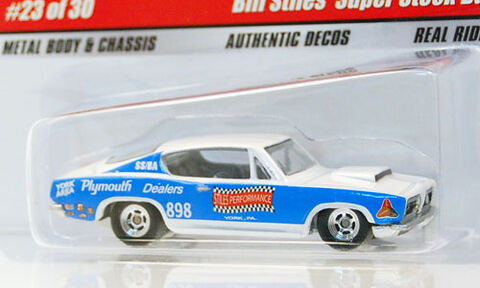 #23 of 30
Bill Stiles' Super Stock
METAL BODY & CHASSIS
AUTHENTIC DECOS
REAL RID
SS/BA
YORK
Plymouth Dealers
898
STILES PERFORMANCE
YORK, PA.